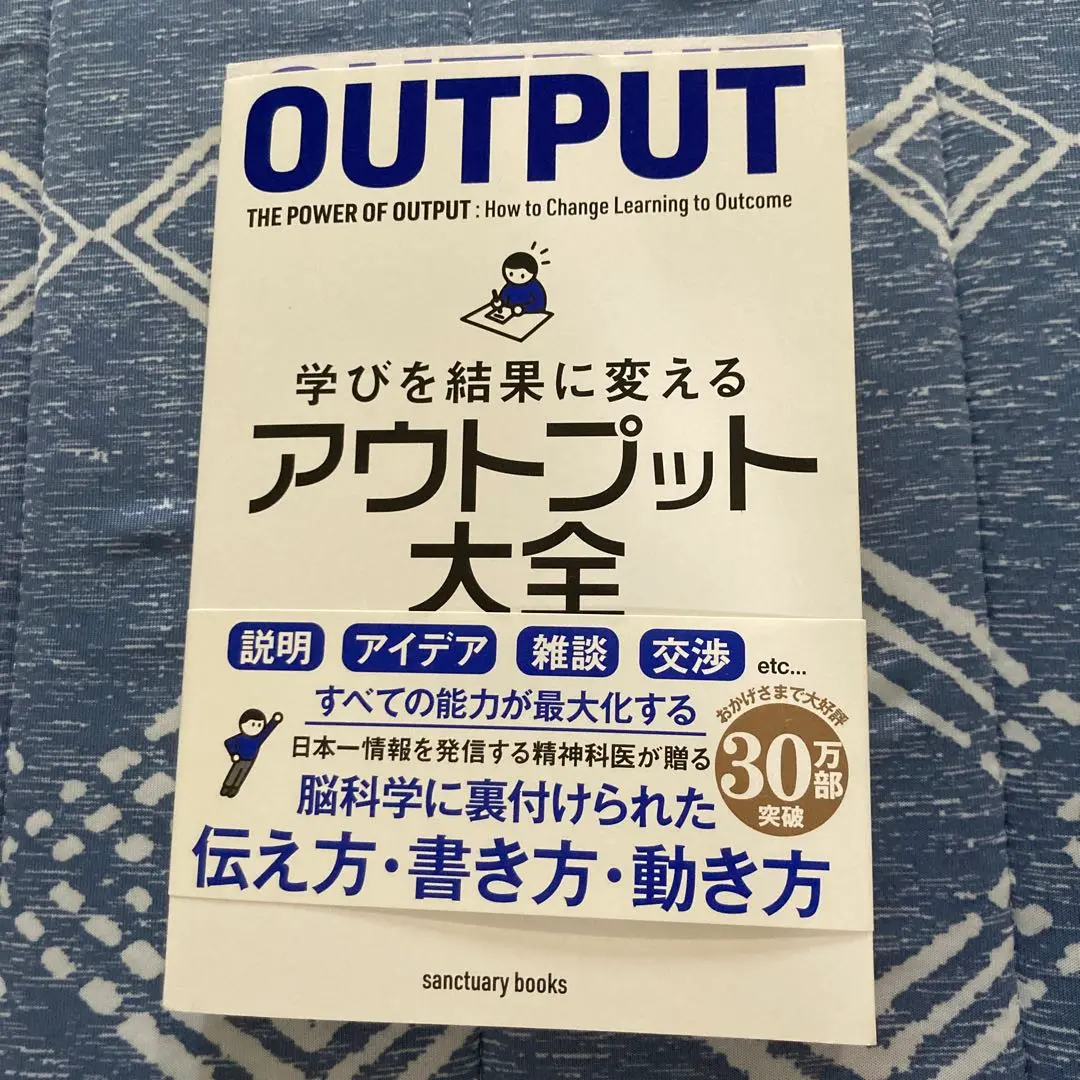 OUTPUT
THE POWER OF OUTPUT : How to Change Learning to Outcome
学びを結果に変える
アウトプット
大全
説明 アイデア 雑談 交渉 etc...
すべての能力が最大化する
日本一情報を発信する精神科医が贈る
脳科学に裏付けられた
伝え方・書き方・動き方
おかげさまで大好評
30万部
突破
sanctuary books